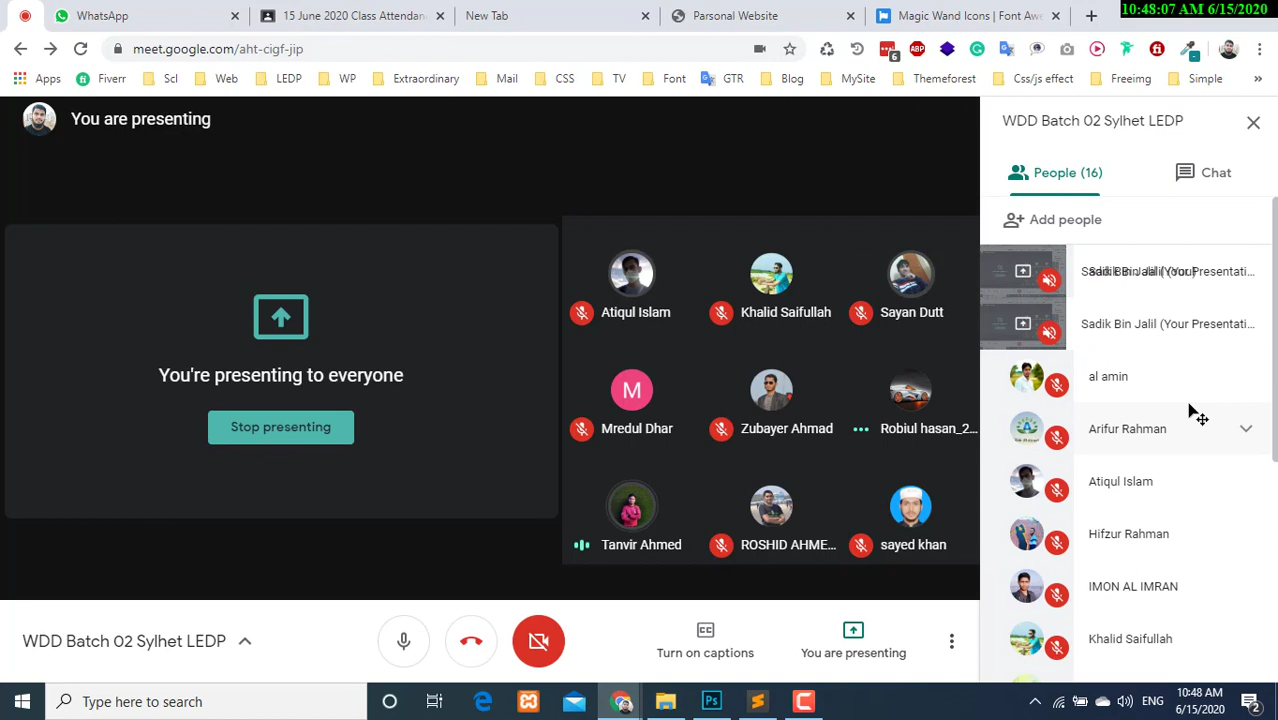 WhatsApp
15 June 2020 Class Attendan
New Tab
Parsonal Website
Magic Wand Icons | Font Aw
10:48:07 AM 6/15/2020
meet.google.com/aht-cigf-jip
6
ABP
Apps
Fiverr
Scl
Web
LEDP
WP
Extraordinary
Mail
CSS
TV
Font
GTR
Blog
MySite
Themeforest
Css/js effect
Freeimg
Simple
You are presenting
You're presenting to everyone
Stop presenting
Atiqul Islam
Khalid Saifullah
Sayan Dutt
M
Mredul Dhar
Zubayer Ahmad
Robiul hasan_2...
Tanvir Ahmed
ROSHID AHME...
sayed khan
WDD Batch 02 Sylhet LEDP
People (16)
Chat
Add people
Sadik Bin Jalil (Your Presentati...
al amin
Arifur Rahman
Atiqul Islam
Hifzur Rahman
IMON AL IMRAN
Khalid Saifullah
WDD Batch 02 Sylhet LEDP
Turn on captions
You are presenting
Type here to search
Ps
ENG
10:48 AM
6/15/2020
2